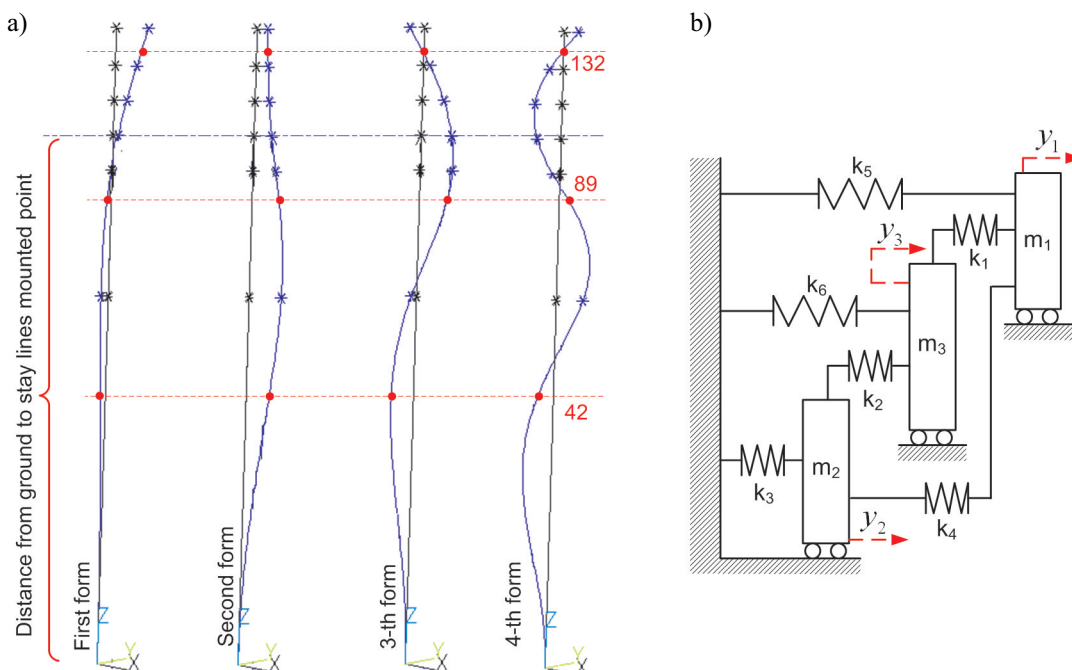 a)
Distance from ground to stay lines mounted point
132
89
42
First form
Second form
3-th form
4-th form
Z
Y
X
Z
Y
X
Z
Y
X
Z
Y
X
b)
y₁
k₅
k₁
m₁
y₃
k₆
m₃
k₂
m₂
k₃
k₄
y₂